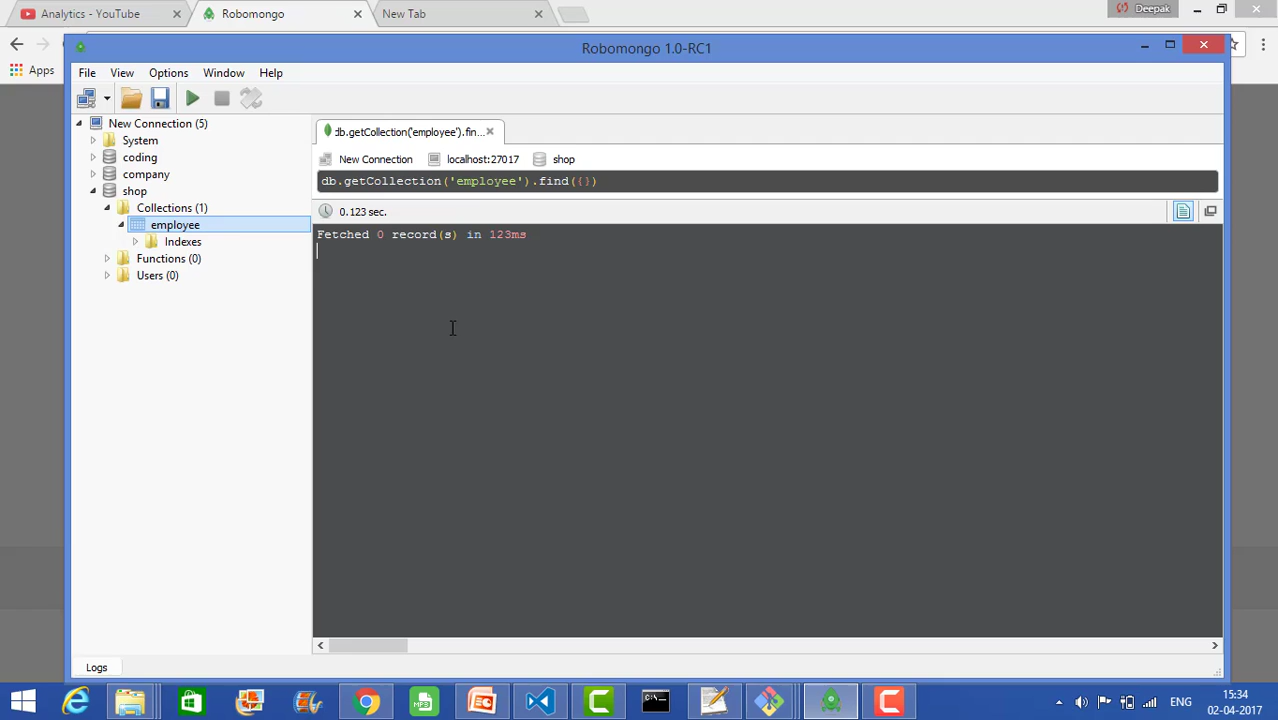 Analytics - YouTube
Robomongo
New Tab
Deepak
Apps
Robomongo 1.0-RC1
File View Options Window Help
New Connection (5)
System
coding
company
shop
Collections (1)
employee
Indexes
Functions (0)
Users (0)
db.getCollection('employee').fin...
New Connection localhost:27017 shop
db.getCollection('employee').find({})
0.123 sec.
Fetched 0 record(s) in 123ms
Logs
MP3
ENG
15:34
02-04-2017